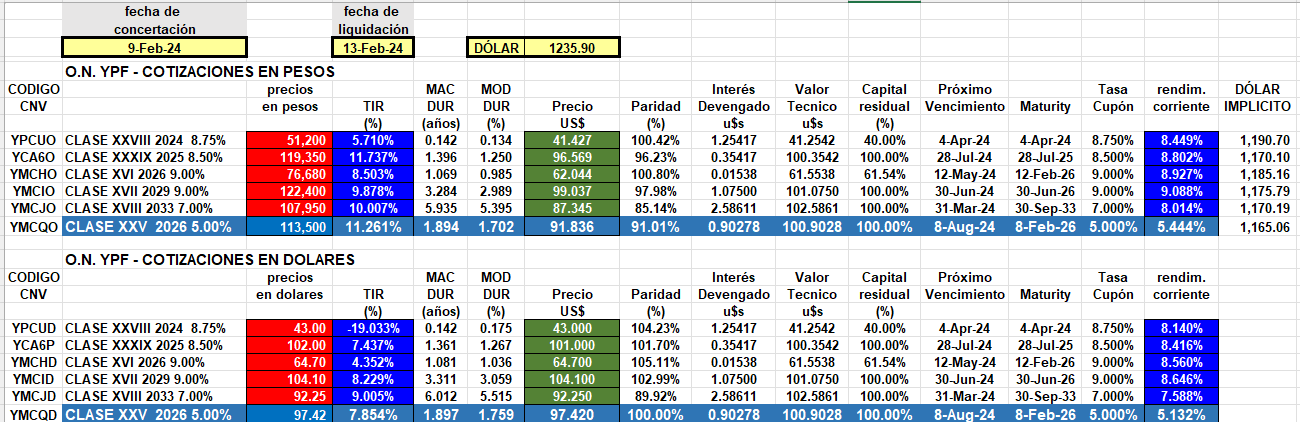 fecha de fecha de
concertación liquidación
9-Feb-24 13-Feb-24 DÓLAR 1235.90
O.N. YPF - COTIZACIONES EN PESOS
CODIGO precios MAC MOD Interés Valor Capital Próximo Tasa rendim. DÓLAR
CNV en pesos TIR DUR DUR Precio Paridad Devengado Tecnico residual Vencimiento Maturity Cupón corriente IMPLICITO
(%) (años) (%) US$ (%) u$s u$s (%)
YPCUO CLASE XXVIII 2024 8.75% 51,200 5.710% 0.142 0.134 41.427 100.42% 1.25417 41.2542 40.00% 4-Apr-24 4-Apr-24 8.750% 8.449% 1,190.70
YCA6O CLASE XXXIX 2025 8.50% 119,350 11.737% 1.396 1.250 96.569 96.23% 0.35417 100.3542 100.00% 28-Jul-24 28-Jul-25 8.500% 8.802% 1,170.10
YMCHO CLASE XVI 2026 9.00% 76,680 8.503% 1.069 0.985 62.044 100.80% 0.01538 61.5538 61.54% 12-May-24 12-Feb-26 9.000% 8.927% 1,185.16
YMCIO CLASE XVII 2029 9.00% 122,400 9.878% 3.284 2.989 99.037 97.98% 1.07500 101.0750 100.00% 30-Jun-24 30-Jun-26 9.000% 9.088% 1,175.79
YMCJO CLASE XVIII 2033 7.00% 107,950 10.007% 5.935 5.395 87.345 85.14% 2.58611 102.5861 100.00% 31-Mar-24 30-Sep-33 7.000% 8.014% 1,170.19
YMCQO CLASE XXV 2026 5.00% 113,500 11.261% 1.894 1.702 91.836 91.01% 0.90278 100.9028 100.00% 8-Aug-24 8-Feb-26 5.000% 5.444% 1,165.06
O.N. YPF - COTIZACIONES EN DOLARES
CODIGO precios MAC MOD Interés Valor Capital Próximo Tasa rendim.
CNV en dolares TIR DUR DUR Precio Paridad Devengado Tecnico residual Vencimiento Maturity Cupón corriente
(%) (años) (%) US$ (%) u$s u$s (%)
YPCUD CLASE XXVIII 2024 8.75% 43.00 -19.033% 0.142 0.175 43.000 104.23% 1.25417 41.2542 40.00% 4-Apr-24 4-Apr-24 8.750% 8.140%
YCA6P CLASE XXXIX 2025 8.50% 102.00 7.437% 1.361 1.267 101.000 101.70% 0.35417 100.3542 100.00% 28-Jul-24 28-Jul-25 8.500% 8.416%
YMCHD CLASE XVI 2026 9.00% 64.70 4.352% 1.081 1.036 64.700 105.11% 0.01538 61.5538 61.54% 12-May-24 12-Feb-26 9.000% 8.560%
YMCID CLASE XVII 2029 9.00% 104.10 8.229% 3.311 3.059 104.100 102.99% 1.07500 101.0750 100.00% 30-Jun-24 30-Jun-26 9.000% 8.646%
YMCJD CLASE XVIII 2033 7.00% 92.25 9.005% 6.012 5.515 92.250 89.92% 2.58611 102.5861 100.00% 31-Mar-24 30-Sep-33 7.000% 7.588%
YMCQD CLASE XXV 2026 5.00% 97.42 7.854% 1.897 1.759 97.420 100.00% 0.90278 100.9028 100.00% 8-Aug-24 8-Feb-26 5.000% 5.132%